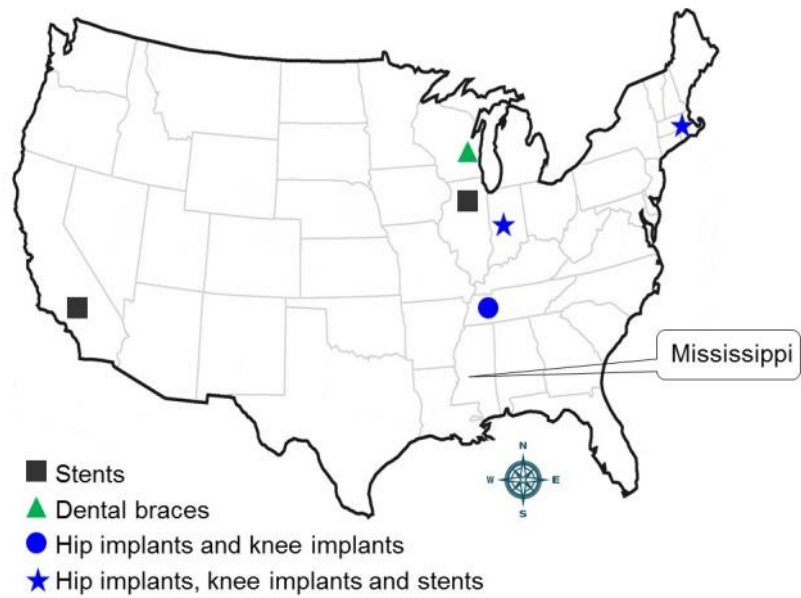 Mississippi
N
W E
S
Stents
Dental braces
Hip implants and knee implants
Hip implants, knee implants and stents